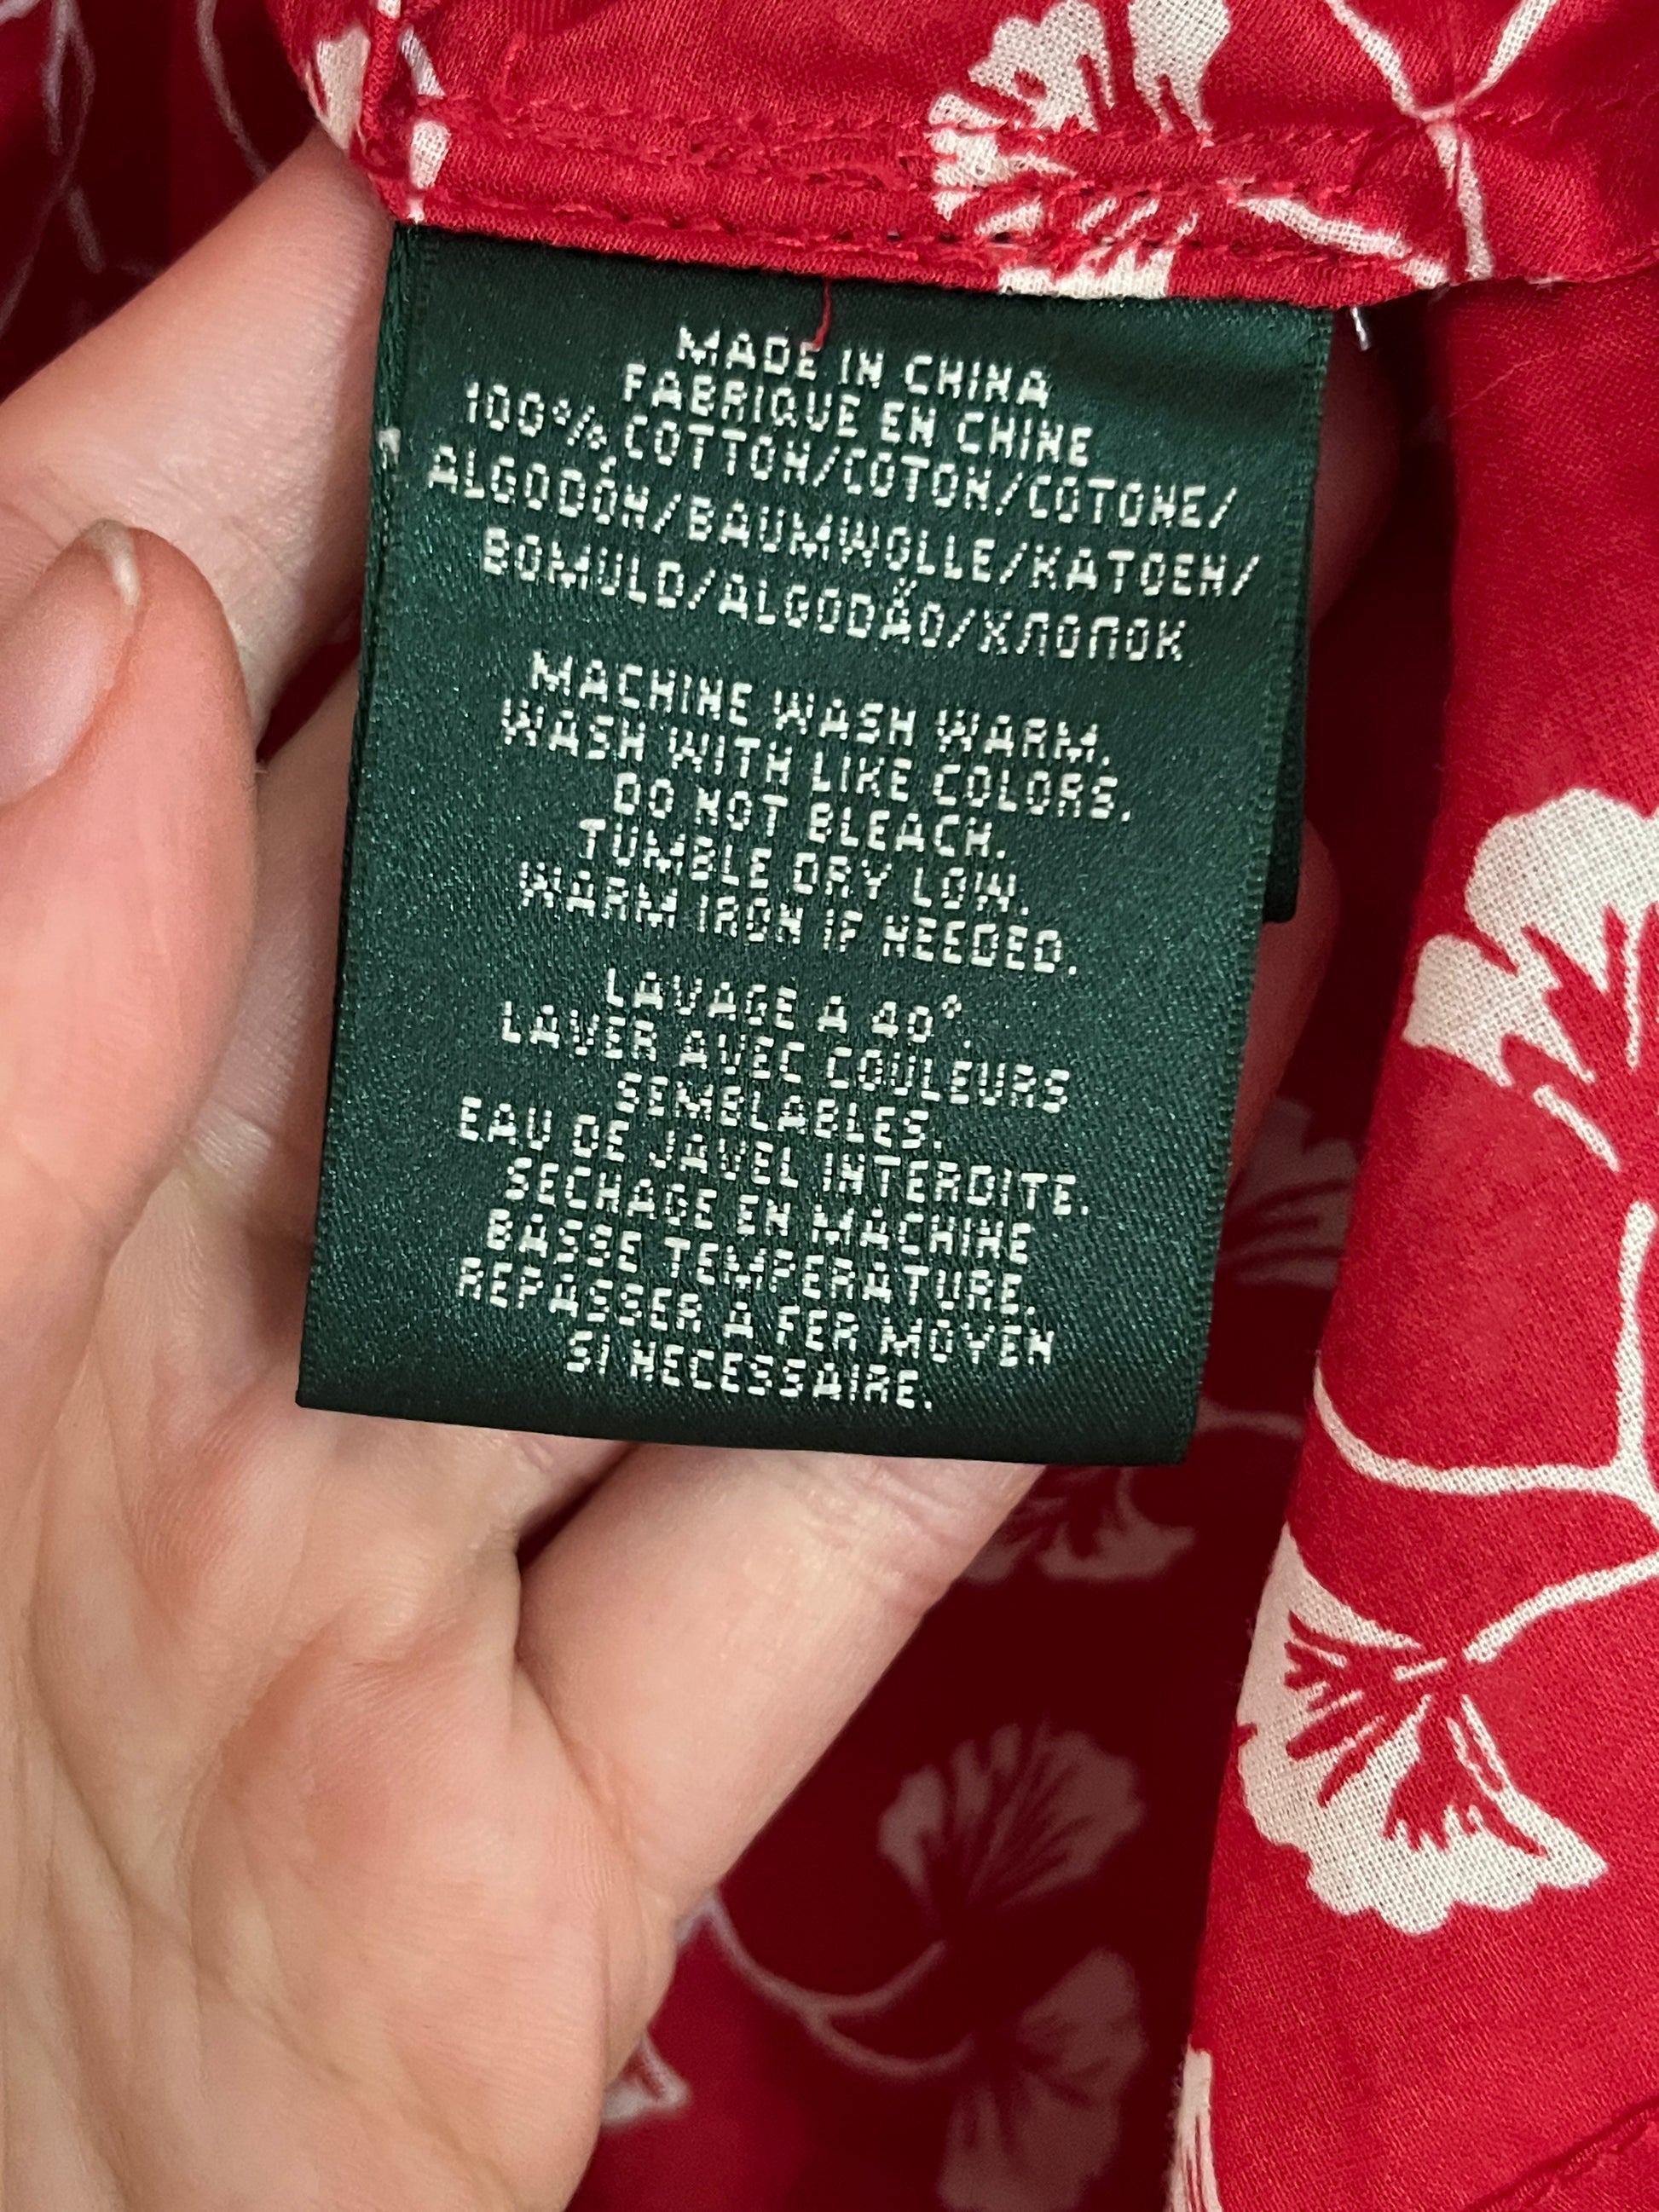 MADE IN CHINA
FABRIQUE EN CHINE
100% COTTON/COTON/COTONE/
ALGODÓN/BAUMWOLLE/KATOEN/
BOMULD/ALGODÃO/ХЛОПОК
MACHINE WASH WARM.
WASH WITH LIKE COLORS.
DO NOT BLEACH.
TUMBLE DRY LOW.
WARM IRON IF NEEDED.
LAVAGE A 40°.
LAVER AVEC COULEURS
SEMBLABLES.
EAU DE JAVEL INTERDITE.
SECHAGE EN MACHINE
BASSE TEMPERATURE.
REPASSER A FER MOYEN
SI NECESSAIRE.